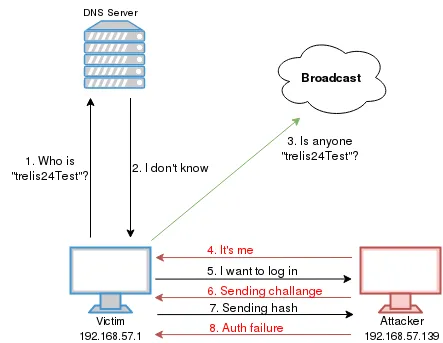 DNS Server
Broadcast
1. Who is
"trelis24Test"?
2. I don't know
3. Is anyone
"trelis24Test"?
4. It's me
5. I want to log in
6. Sending challange
7. Sending hash
8. Auth failure
Victim
192.168.57.1
Attacker
192.168.57.139